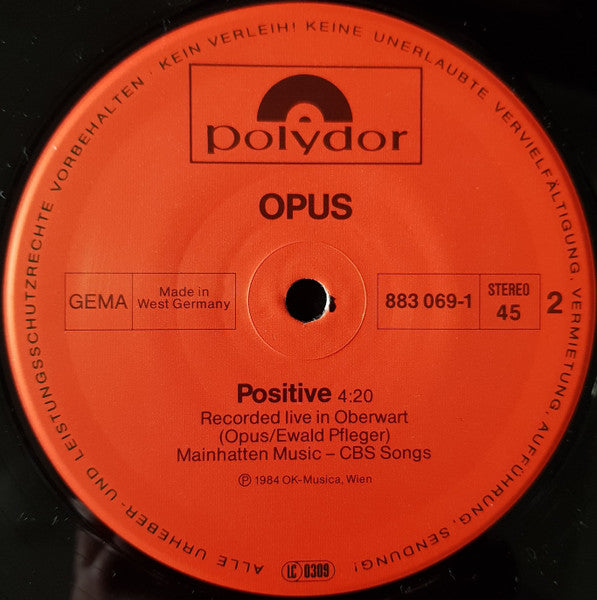 ALLE URHEBER- UND LEISTUNGSSCHUTZRECHTE VORBEHALTEN · KEIN VERLEIH! KEINE UNERLAUBTE VERVIELFÄLTIGUNG, VERMIETUNG, AUFFÜHRUNG, SENDUNG!
polydor
OPUS
GEMA
Made in
West Germany
883 069-1
STEREO
45
2
Positive 4:20
Recorded live in Oberwart
(Opus/Ewald Pfleger)
Mainhatten Music – CBS Songs
℗ 1984 OK-Musica, Wien
LC 0309